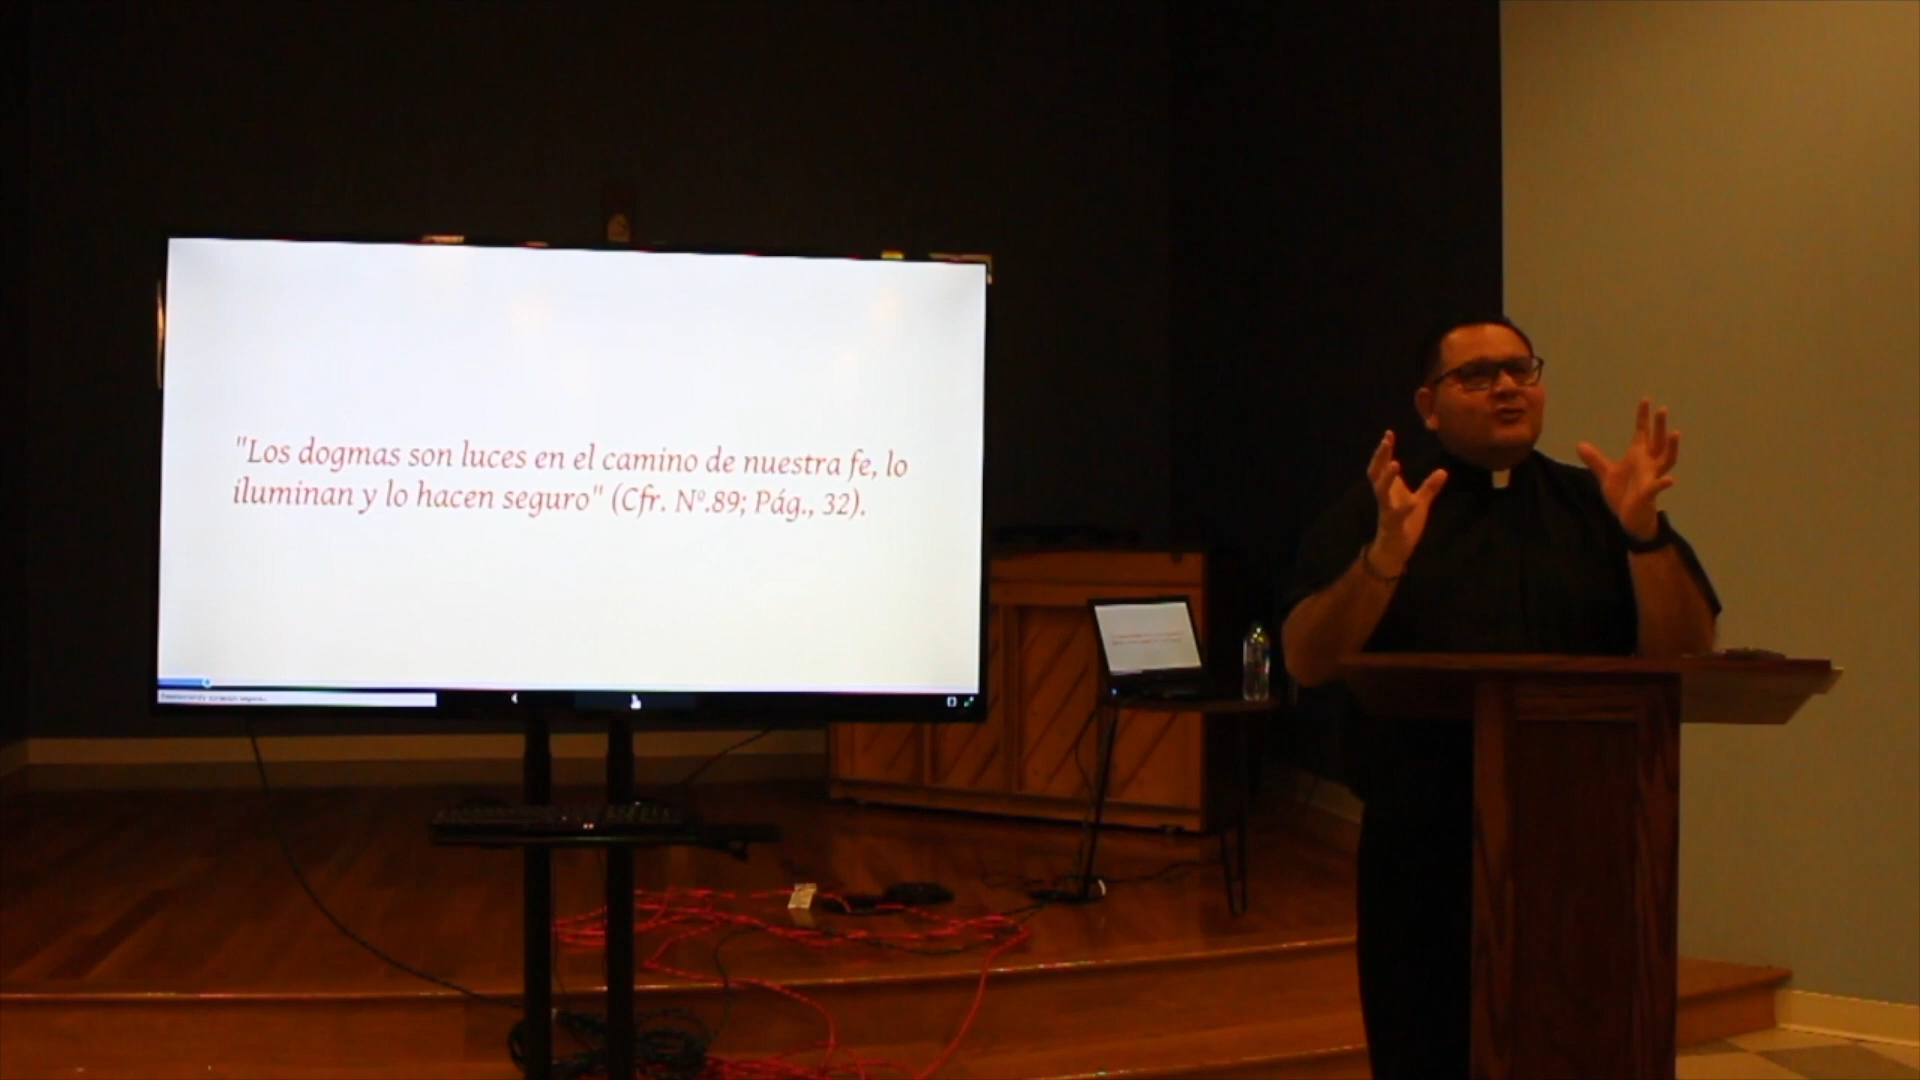 "Los dogmas son luces en el camino de nuestra fe, lo
iluminan y lo hacen seguro" (Cfr. Nº.89; Pág., 32).